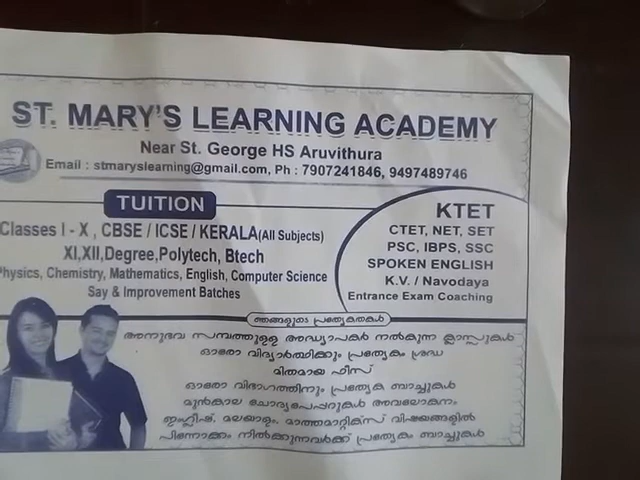 ST. MARY'S LEARNING ACADEMY
Near St. George HS Aruvithura
Email : stmaryslearning@gmail.com, Ph : 7907241846, 9497489746
TUITION
Classes I - X , CBSE / ICSE / KERALA(All Subjects)
XI,XII,Degree,Polytech, Btech
Physics, Chemistry, Mathematics, English, Computer Science
Say & Improvement Batches
KTET
CTET, NET, SET
PSC, IBPS, SSC
SPOKEN ENGLISH
K.V. / Navodaya
Entrance Exam Coaching
ഞങ്ങളുടെ പ്രത്യേകതകൾ
അനുഭവ സമ്പത്തുള്ള അദ്ധ്യാപകർ നൽകുന്ന ക്ലാസ്സുകൾ
ഓരോ വിദ്യാർത്ഥിക്കും പ്രത്യേകം ശ്രദ്ധ
മിതമായ ഫീസ്
ഓരോ വിഭാഗത്തിനും പ്രത്യേക ബാച്ചുകൾ
മുൻകാല ചോദ്യപേപ്പറുകൾ അവലോകനം
ഇംഗ്ലീഷ്, മലയാളം, മാത്തമാറ്റിക്സ് വിഷയങ്ങളിൽ
പിന്നോക്കം നിൽക്കുന്നവർക്ക് പ്രത്യേകം ബാച്ചുകൾ